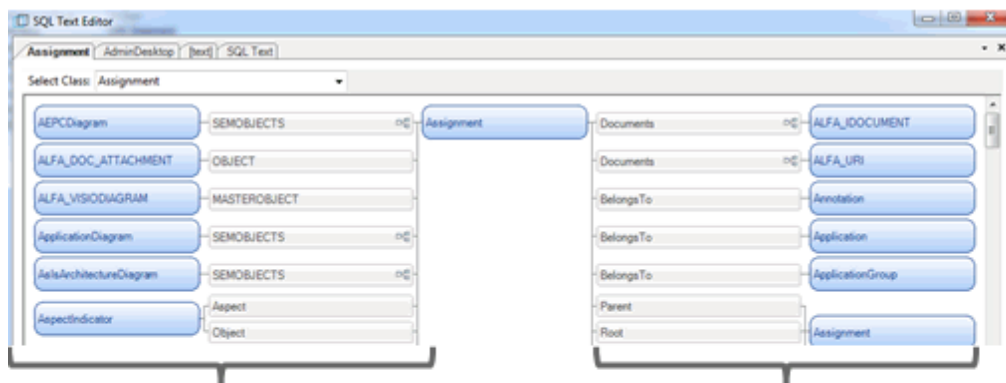 SQL Text Editor
Assignment AdminDesktop [text] SQL Text
Select Class: Assignment
AEPCDiagram SEMOBJECTS Assignment Documents ALFA_IDOCUMENT
ALFA_DOC_ATTACHMENT OBJECT Documents ALFA_URI
ALFA_VISIODIAGRAM MASTEROBJECT BelongsTo Annotation
ApplicationDiagram SEMOBJECTS BelongsTo Application
AsIsArchitectureDiagram SEMOBJECTS BelongsTo ApplicationGroup
AspectIndicator Aspect Parent Assignment
Object Root